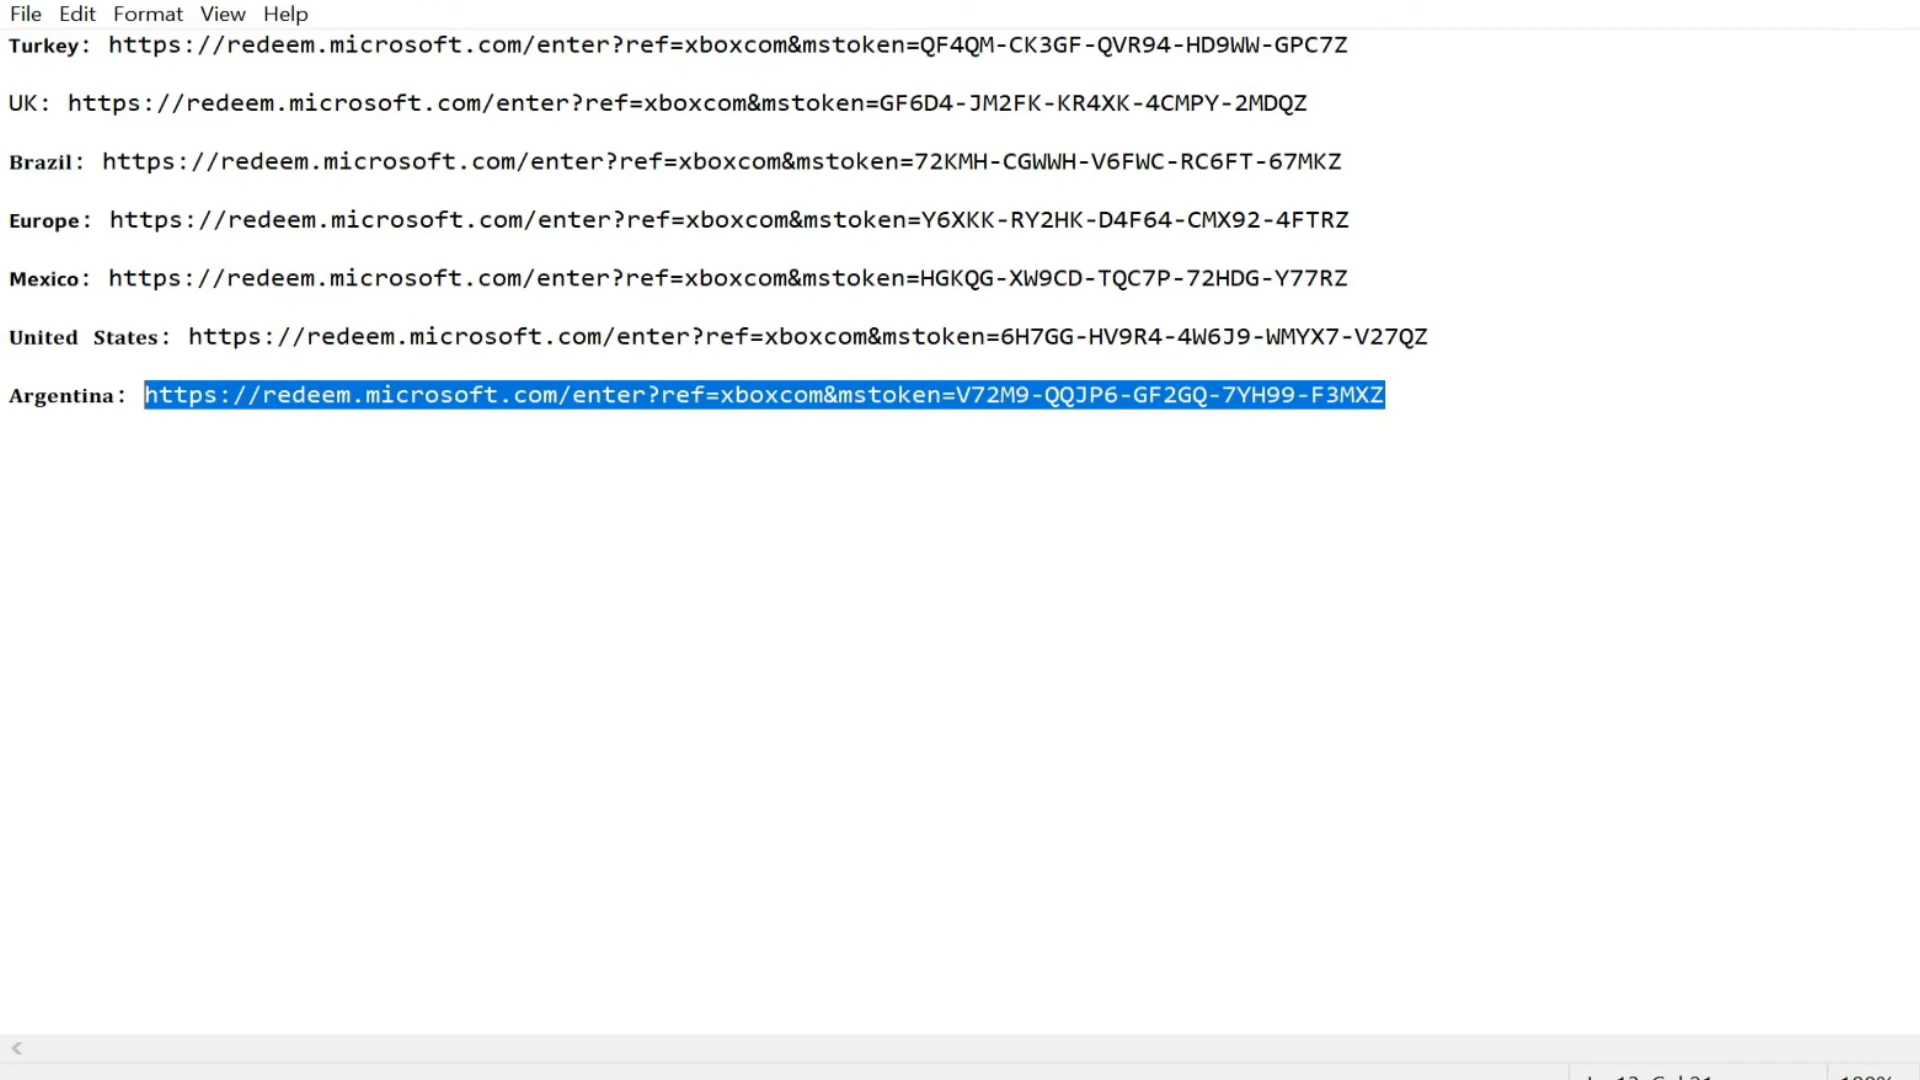 File Edit Format View Help
Turkey: https://redeem.microsoft.com/enter?ref=xboxcom&mstoken=QF4QM-CK3GF-QVR94-HD9WW-GPC7Z
UK: https://redeem.microsoft.com/enter?ref=xboxcom&mstoken=GF6D4-JM2FK-KR4XK-4CMPY-2MDQZ
Brazil: https://redeem.microsoft.com/enter?ref=xboxcom&mstoken=72KMH-CGWWH-V6FWC-RC6FT-67MKZ
Europe: https://redeem.microsoft.com/enter?ref=xboxcom&mstoken=Y6XKK-RY2HK-D4F64-CMX92-4FTRZ
Mexico: https://redeem.microsoft.com/enter?ref=xboxcom&mstoken=HGKQG-XW9CD-TQC7P-72HDG-Y77RZ
United States: https://redeem.microsoft.com/enter?ref=xboxcom&mstoken=6H7GG-HV9R4-4W6J9-WMYX7-V27QZ
Argentina: https://redeem.microsoft.com/enter?ref=xboxcom&mstoken=V72M9-QQJP6-GF2GQ-7YH99-F3MXZ